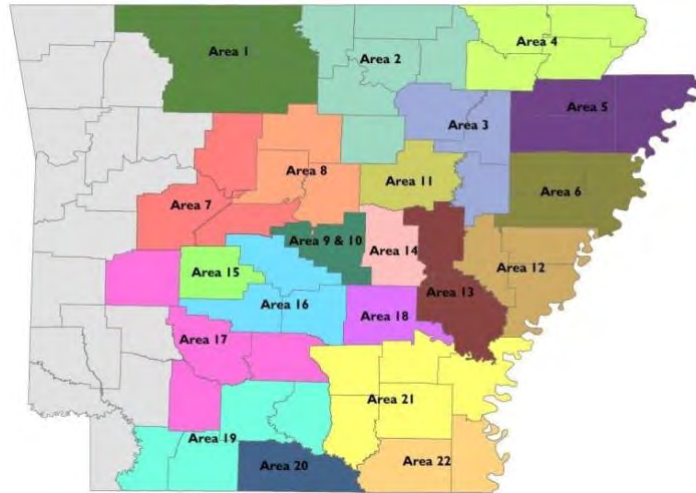 Area 1
Area 2
Area 4
Area 5
Area 3
Area 8
Area 11
Area 6
Area 7
Area 9 & 10
Area 14
Area 12
Area 15
Area 13
Area 16
Area 18
Area 17
Area 21
Area 19
Area 20
Area 22